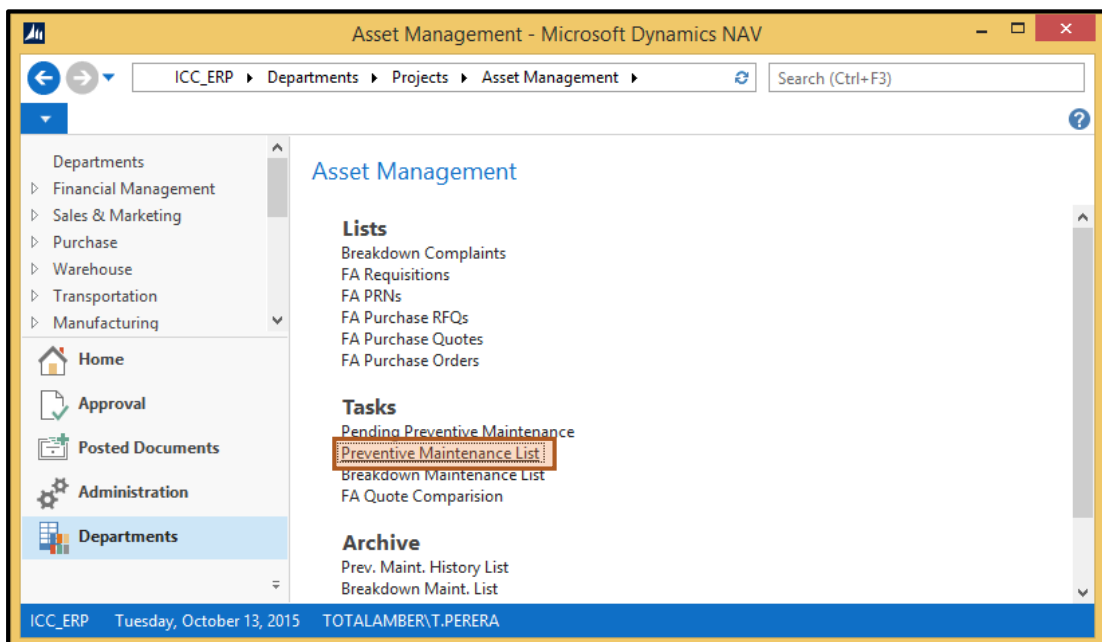 Asset Management - Microsoft Dynamics NAV
ICC_ERP Departments Projects Asset Management
Search (Ctrl+F3)
Departments
Financial Management
Sales & Marketing
Purchase
Warehouse
Transportation
Manufacturing
Home
Approval
Posted Documents
Administration
Departments
Asset Management
Lists
Breakdown Complaints
FA Requisitions
FA PRNs
FA Purchase RFQs
FA Purchase Quotes
FA Purchase Orders
Tasks
Pending Preventive Maintenance
Preventive Maintenance List
Breakdown Maintenance List
FA Quote Comparision
Archive
Prev. Maint. History List
Breakdown Maint. List
ICC_ERP Tuesday, October 13, 2015 TOTALAMBER\T.PERERA